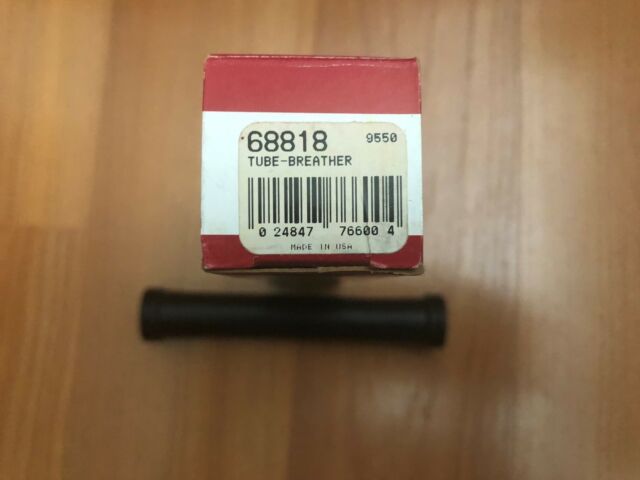 68818 9550
TUBE-BREATHER
0 24847 76600 4
MADE IN USA